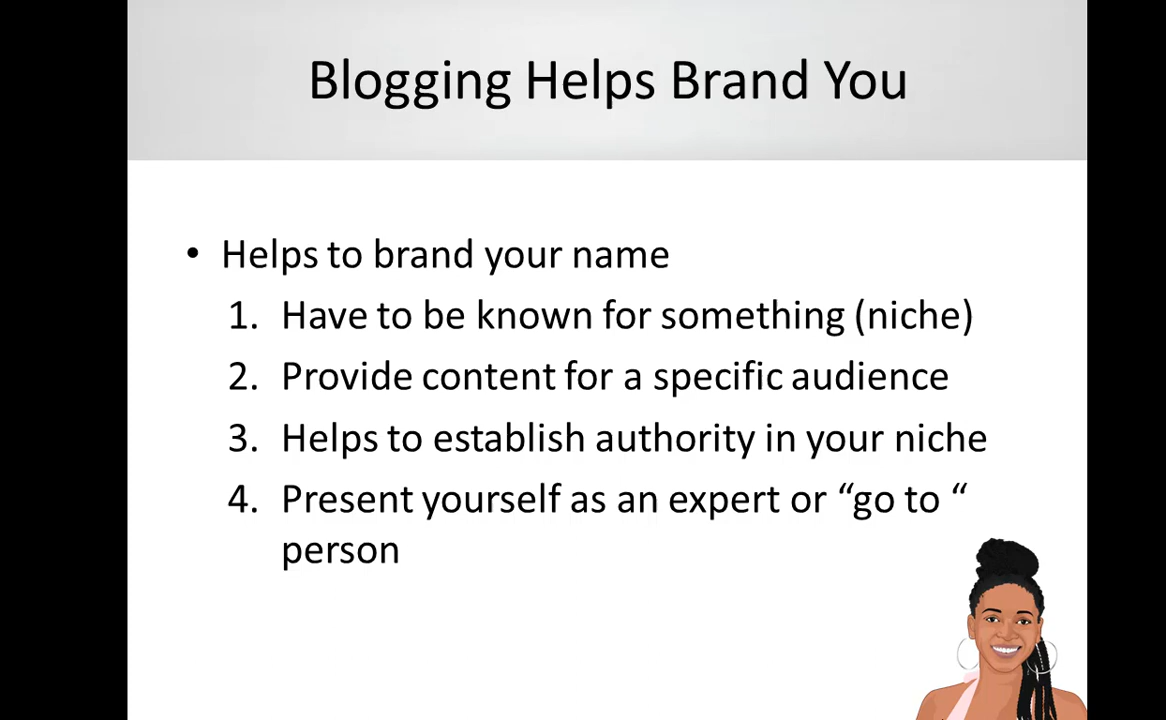 Blogging Helps Brand You
• Helps to brand your name
1. Have to be known for something (niche)
2. Provide content for a specific audience
3. Helps to establish authority in your niche
4. Present yourself as an expert or “go to “
person